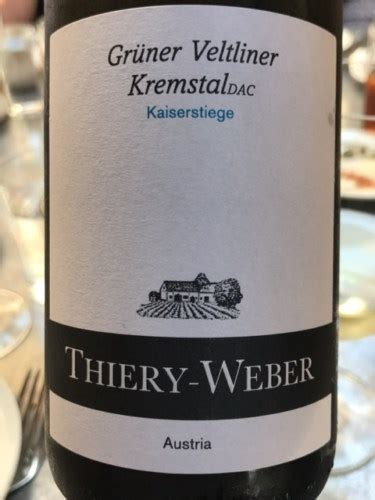 Grüner Veltliner
KremstalDAC
Kaiserstiege
THIERY-WEBER
Austria